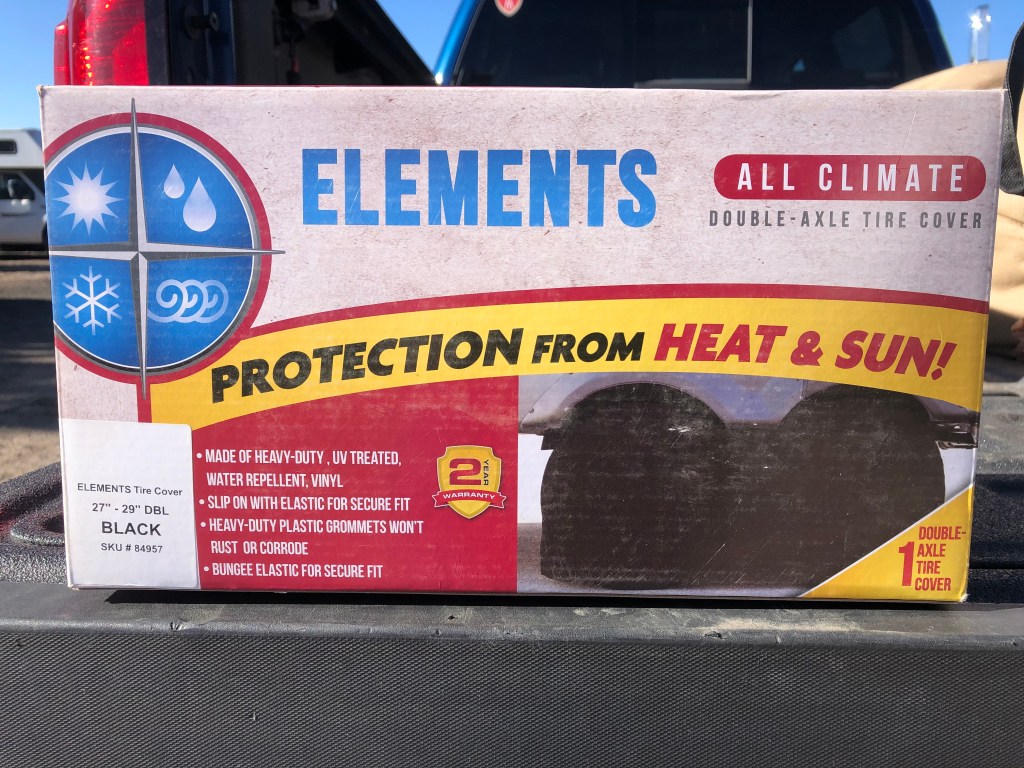 ELEMENTS
ALL CLIMATE
DOUBLE-AXLE TIRE COVER
PROTECTION FROM HEAT & SUN!
• MADE OF HEAVY-DUTY , UV TREATED,
WATER REPELLENT, VINYL
• SLIP ON WITH ELASTIC FOR SECURE FIT
• HEAVY-DUTY PLASTIC GROMMETS WON'T
RUST OR CORRODE
• BUNGEE ELASTIC FOR SECURE FIT
2 YEAR
WARRANTY
ELEMENTS Tire Cover
27" - 29" DBL
BLACK
SKU # 84957
1 DOUBLE-
AXLE
TIRE
COVER